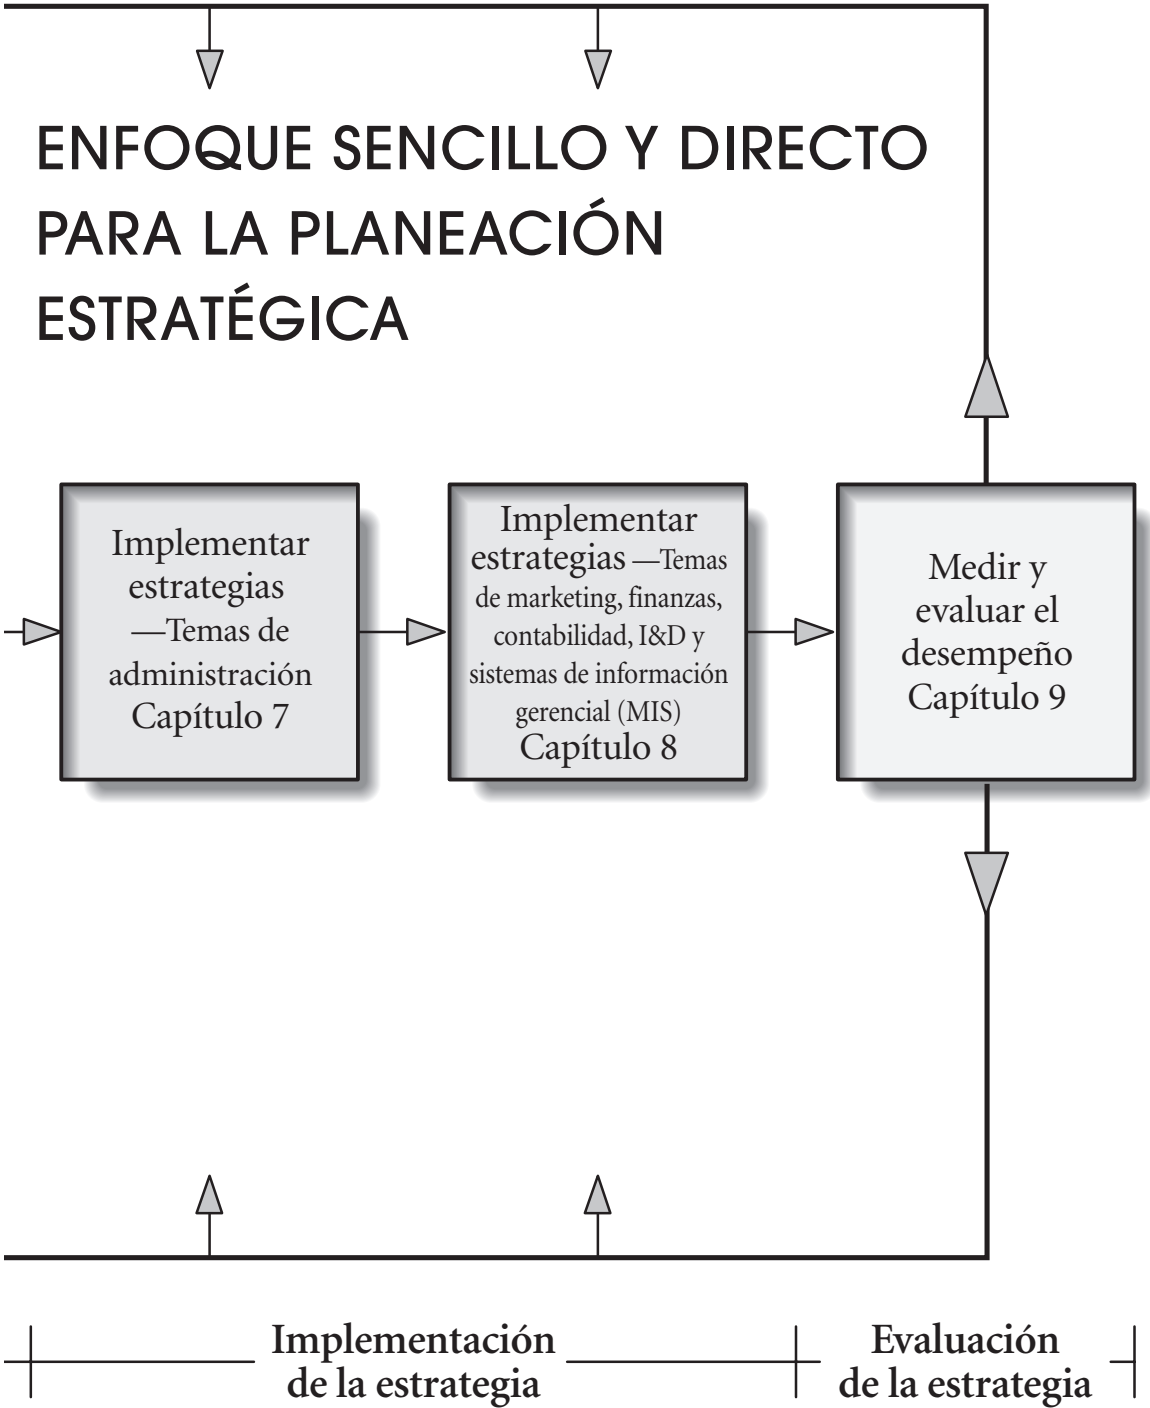 ENFOQUE SENCILLO Y DIRECTO
PARA LA PLANEACIÓN
ESTRATÉGICA
Implementar
estrategias
—Temas de
administración
Capítulo 7
Implementar
estrategias —Temas
de marketing, finanzas,
contabilidad, I&D y
sistemas de información
gerencial (MIS)
Capítulo 8
Medir y
evaluar el
desempeño
Capítulo 9
Implementación
de la estrategia
Evaluación
de la estrategia